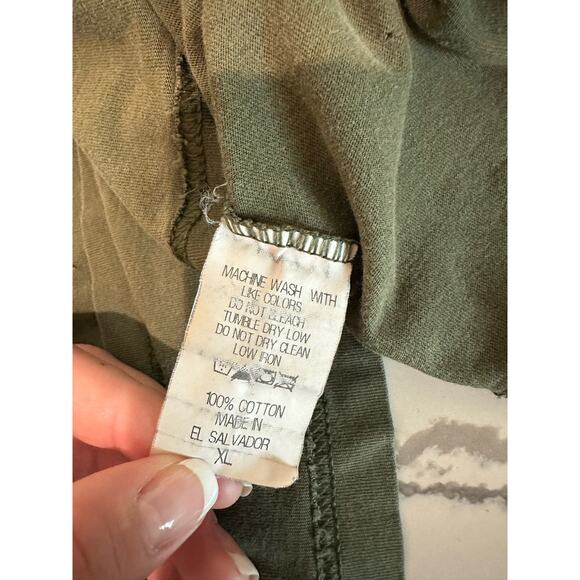 MACHINE WASH WITH
LIKE COLORS
DO NOT BLEACH
TUMBLE DRY LOW
DO NOT DRY CLEAN
LOW IRON
100% COTTON
MADE IN
EL SALVADOR
XL